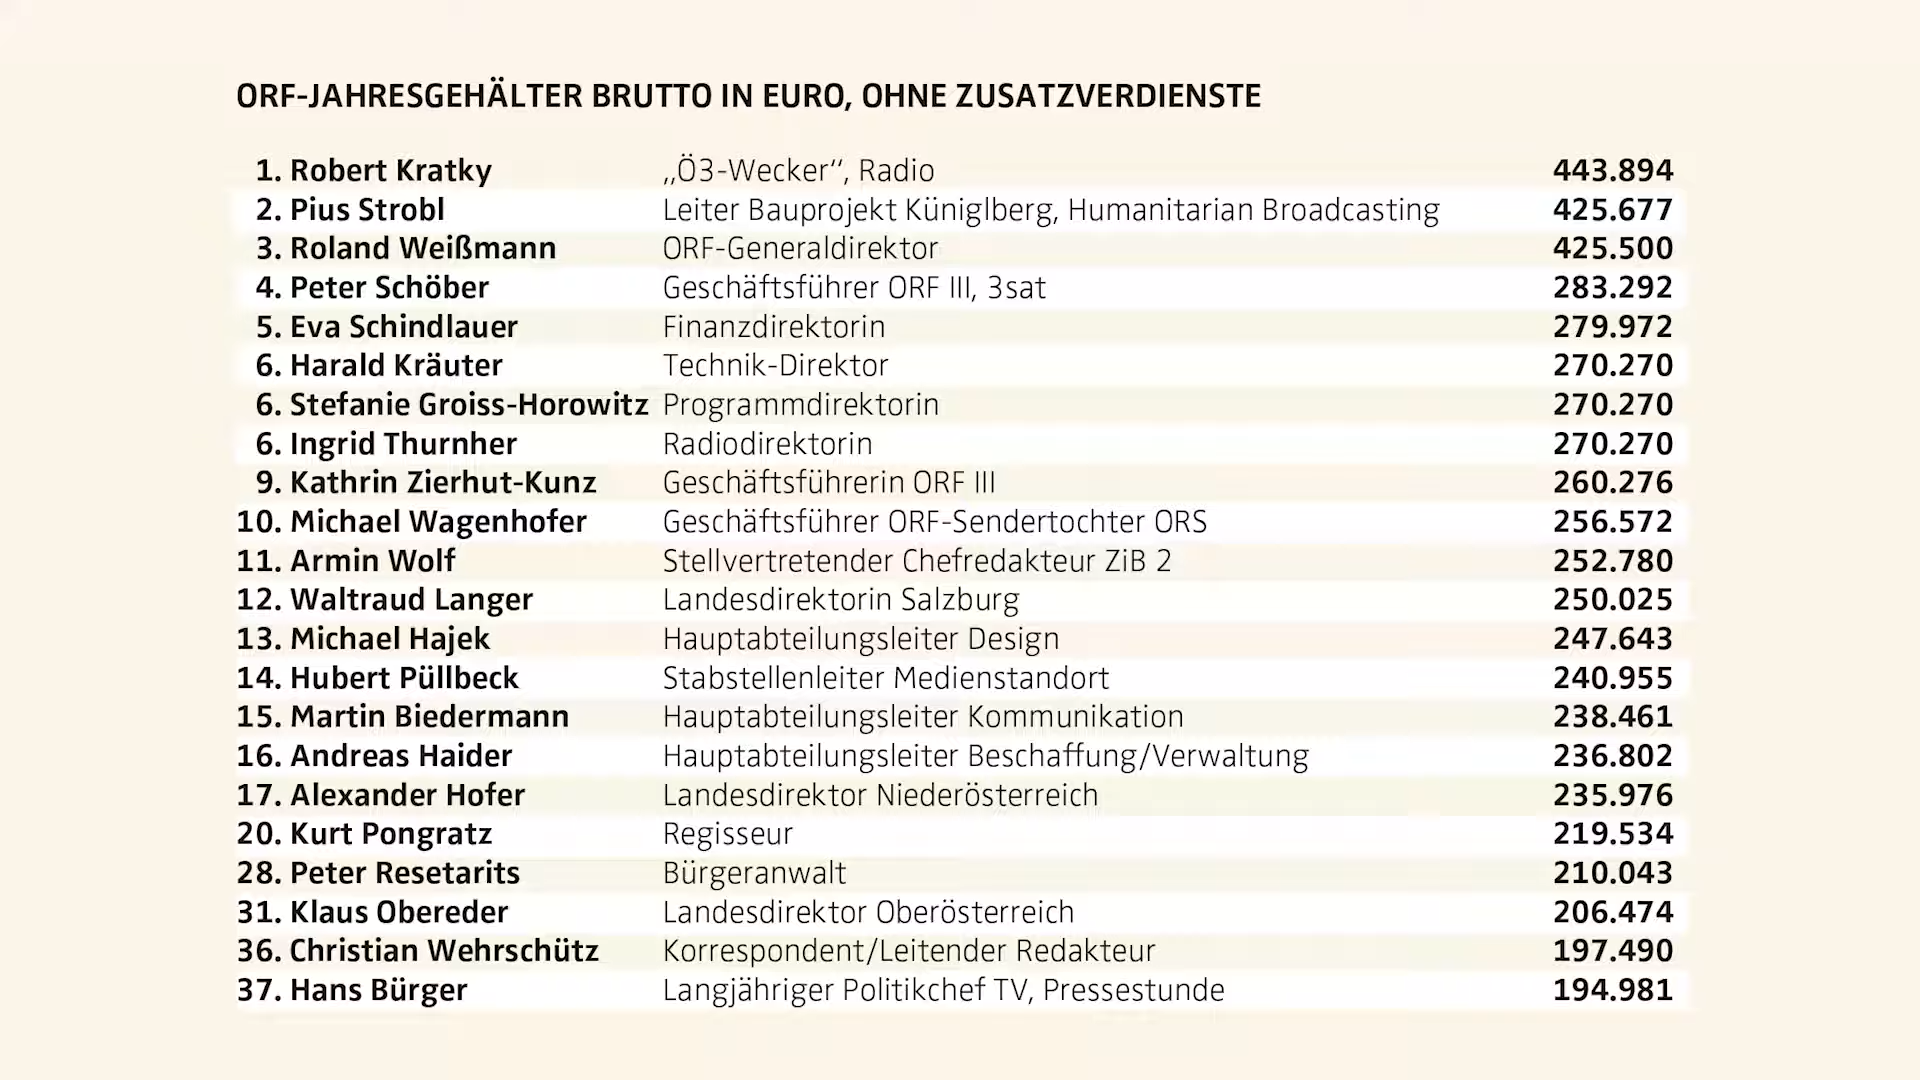 ORF-JAHRESGEHÄLTER BRUTTO IN EURO, OHNE ZUSATZVERDIENSTE
1. Robert Kratky „Ö3-Wecker“, Radio 443.894
2. Pius Strobl Leiter Bauprojekt Küniglberg, Humanitarian Broadcasting 425.677
3. Roland Weißmann ORF-Generaldirektor 425.500
4. Peter Schöber Geschäftsführer ORF III, 3sat 283.292
5. Eva Schindlauer Finanzdirektorin 279.972
6. Harald Kräuter Technik-Direktor 270.270
6. Stefanie Groiss-Horowitz Programmdirektorin 270.270
6. Ingrid Thurnher Radiodirektorin 270.270
9. Kathrin Zierhut-Kunz Geschäftsführerin ORF III 260.276
10. Michael Wagenhofer Geschäftsführer ORF-Sendertochter ORS 256.572
11. Armin Wolf Stellvertretender Chefredakteur ZiB 2 252.780
12. Waltraud Langer Landesdirektorin Salzburg 250.025
13. Michael Hajek Hauptabteilungsleiter Design 247.643
14. Hubert Püllbeck Stabstellenleiter Medienstandort 240.955
15. Martin Biedermann Hauptabteilungsleiter Kommunikation 238.461
16. Andreas Haider Hauptabteilungsleiter Beschaffung/Verwaltung 236.802
17. Alexander Hofer Landesdirektor Niederösterreich 235.976
20. Kurt Pongratz Regisseur 219.534
28. Peter Resetarits Bürgeranwalt 210.043
31. Klaus Obereder Landesdirektor Oberösterreich 206.474
36. Christian Wehrschütz Korrespondent/Leitender Redakteur 197.490
37. Hans Bürger Langjähriger Politikchef TV, Pressestunde 194.981